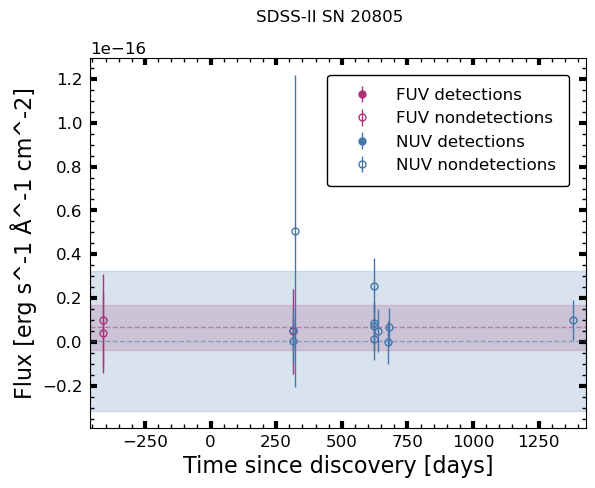 SDSS-II SN 20805
1e−16
FUV detections
FUV nondetections
NUV detections
NUV nondetections
1.2
1.0
0.8
0.6
0.4
0.2
0.0
−0.2
Flux [erg s^-1 Å^-1 cm^-2]
−250 0 250 500 750 1000 1250
Time since discovery [days]